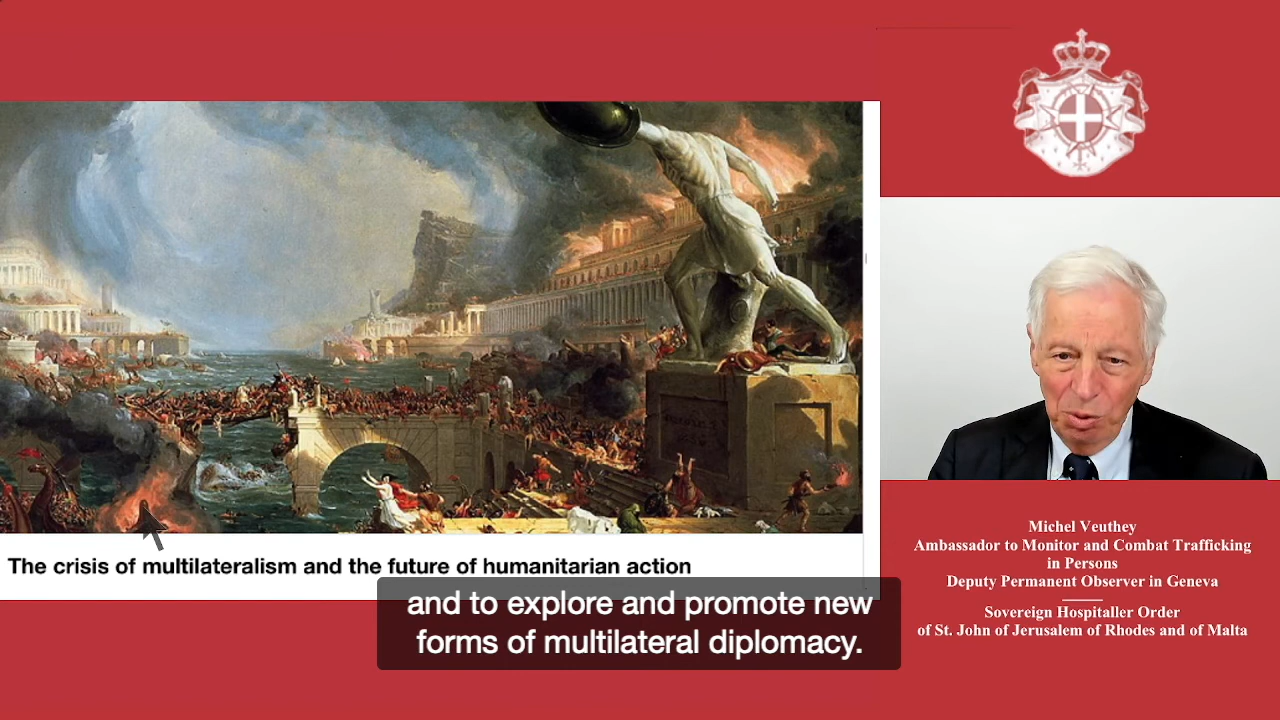 The crisis of multilateralism and the future of humanitarian action
and to explore and promote new
forms of multilateral diplomacy.
Michel Veuthey
Ambassador to Monitor and Combat Trafficking
in Persons
Deputy Permanent Observer in Geneva
Sovereign Hospitaller Order
of St. John of Jerusalem of Rhodes and of Malta